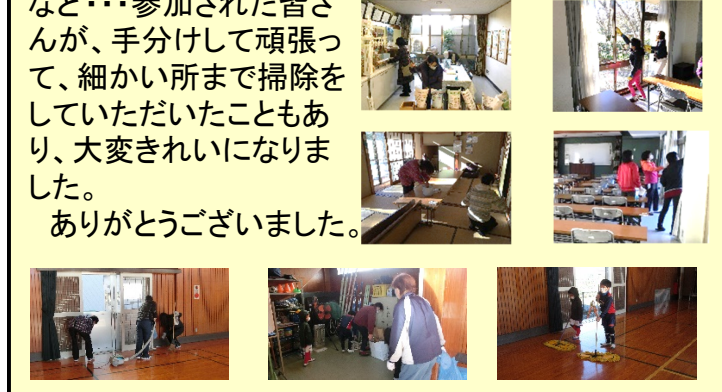 など・・・参加された皆さ
んが、手分けして頑張っ
て、細かい所まで掃除を
していただいたこともあ
り、大変きれいになりま
した。
ありがとうございました。